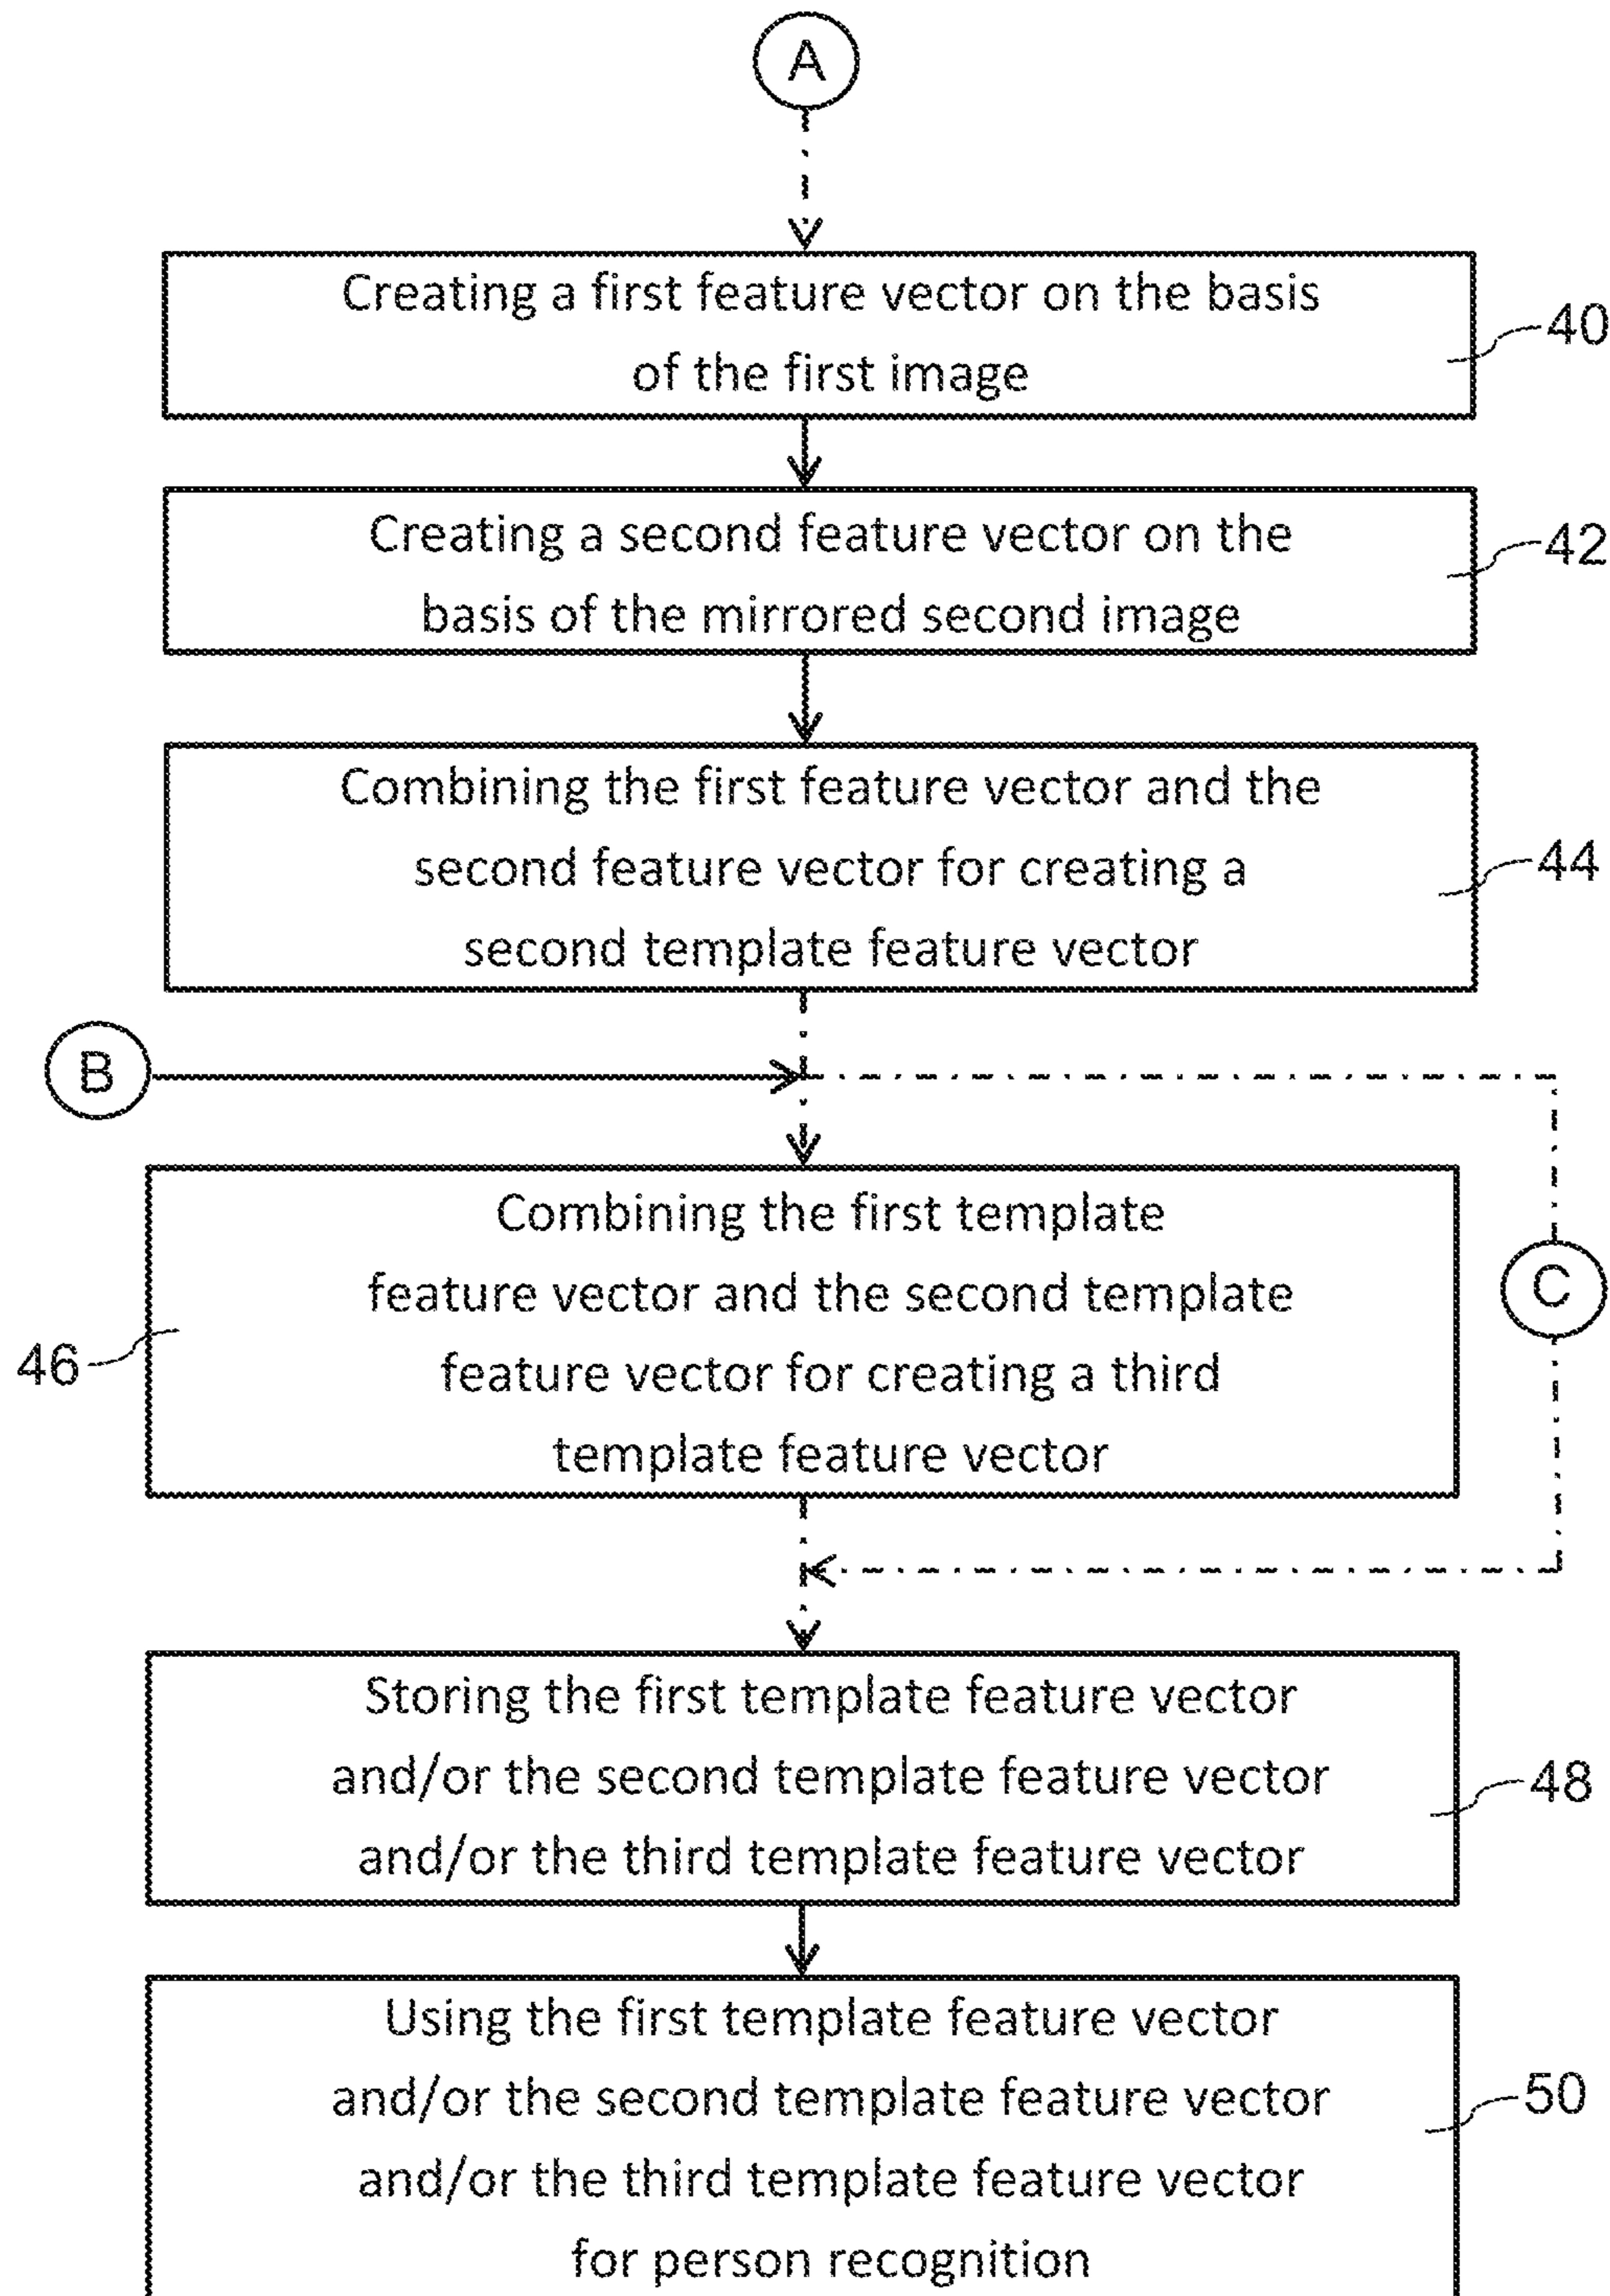 A
Creating a first feature vector on the basis
of the first image
40
Creating a second feature vector on the
basis of the mirrored second image
42
Combining the first feature vector and the
second feature vector for creating a
second template feature vector
44
B
Combining the first template
feature vector and the second template
feature vector for creating a third
template feature vector
46
C
Storing the first template feature vector
and/or the second template feature vector
and/or the third template feature vector
48
Using the first template feature vector
and/or the second template feature vector
and/or the third template feature vector
for person recognition
50